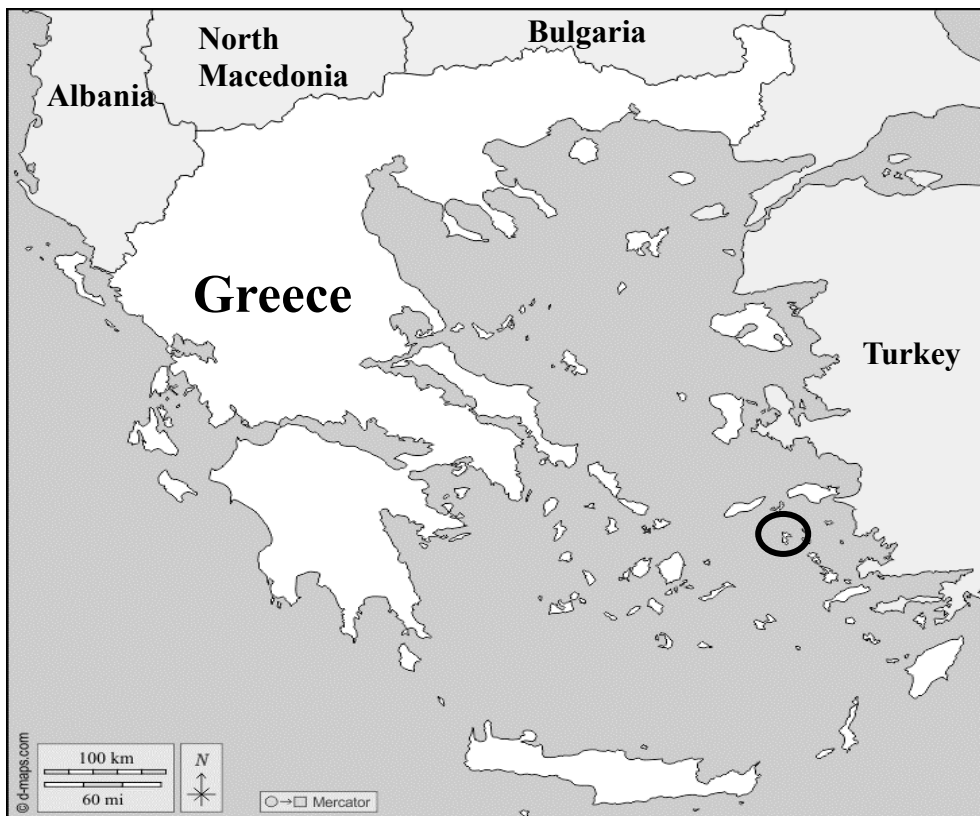 Bulgaria
North
Macedonia
Albania
Greece
Turkey
© d-maps.com
100 km
60 mi
N
Mercator